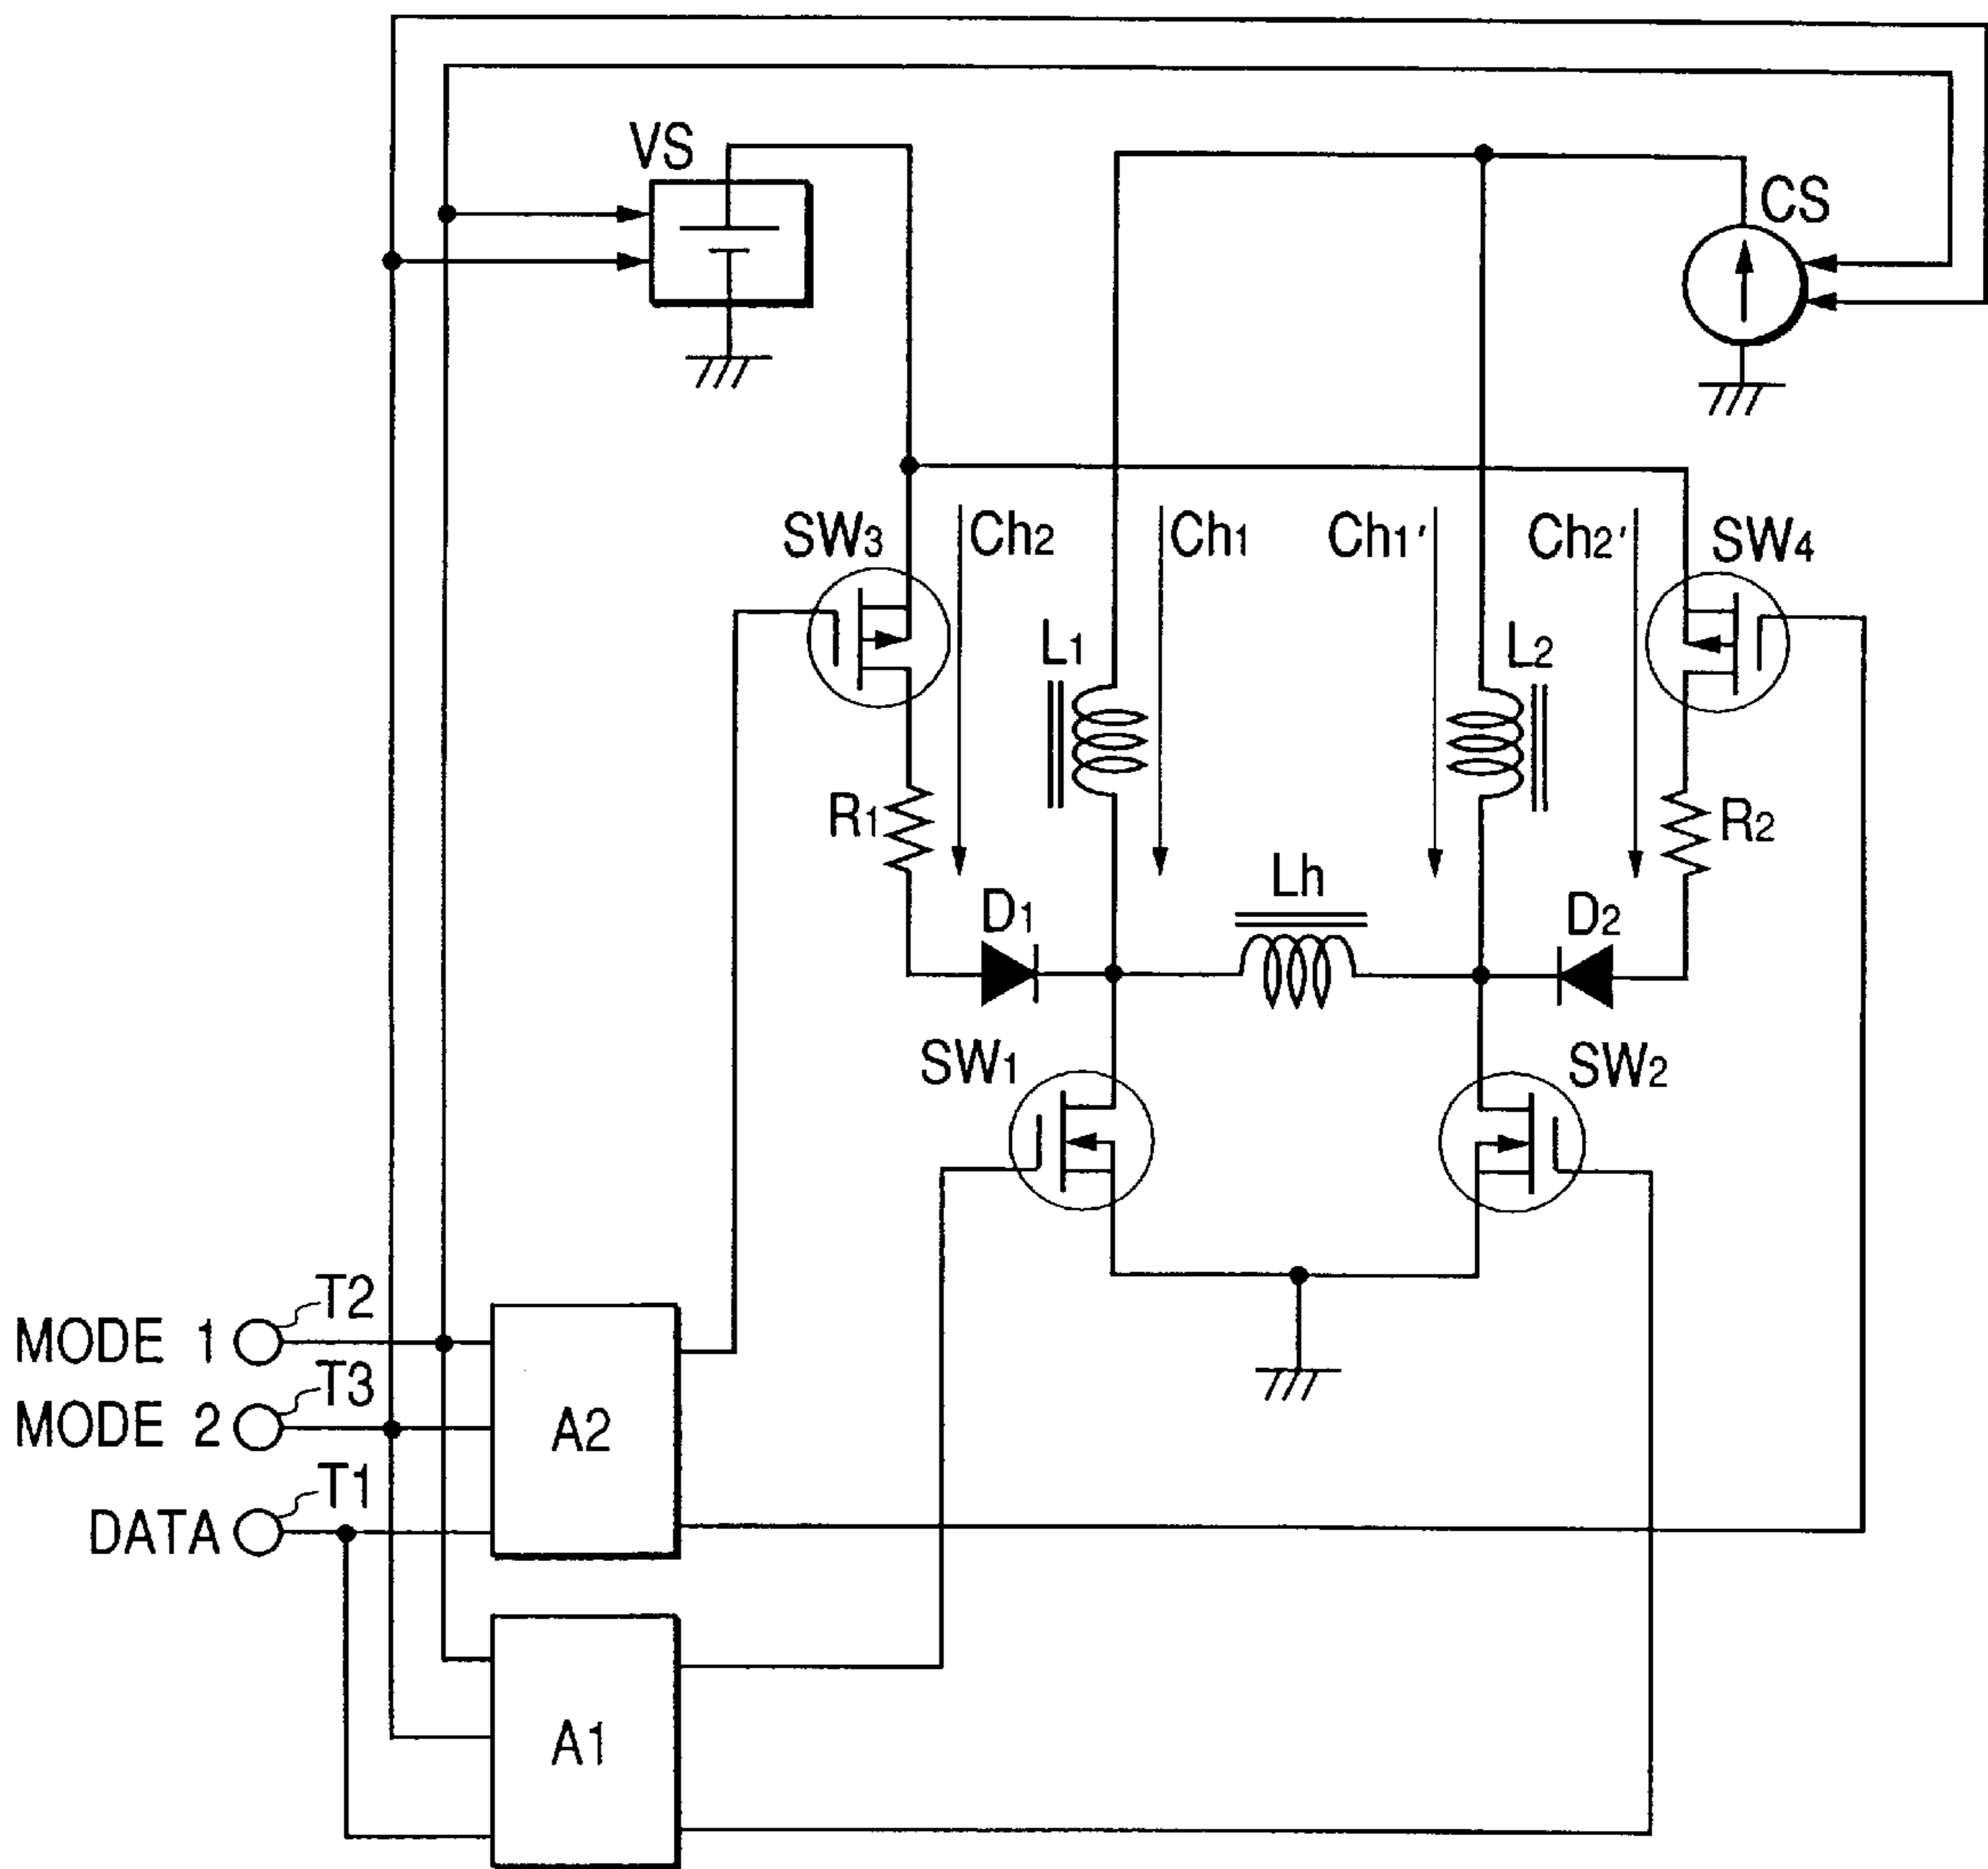 VS
CS
SW3
Ch2
Ch1
Ch1'
Ch2'
SW4
L1
L2
R1
R2
Lh
D1
D2
SW1
SW2
T2
MODE 1
T3
MODE 2
A2
T1
DATA
A1